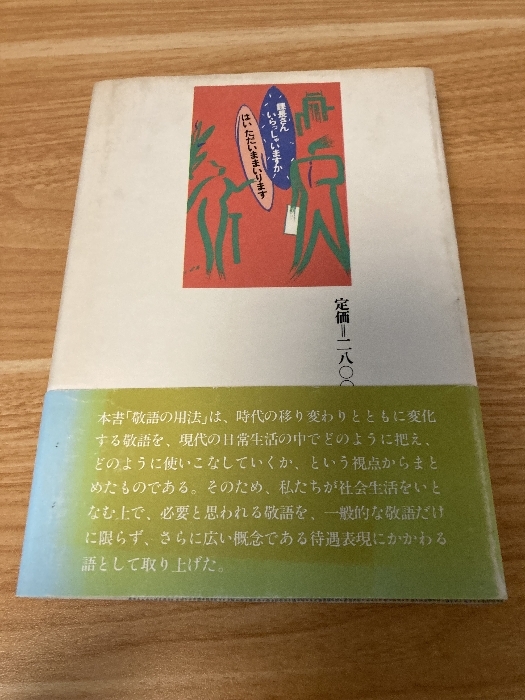 課長さん
いらっしゃいますか
はい ただいままいります
定価＝二八〇〇
本書「敬語の用法」は、時代の移り変わりとともに変化
する敬語を、現代の日常生活の中でどのように把え、
どのように使いこなしていくか、という視点からまと
めたものである。そのため、私たちが社会生活をいと
なむ上で、必要と思われる敬語を、一般的な敬語だけ
に限らず、さらに広い概念である待遇表現にかかわる
語として取り上げた。